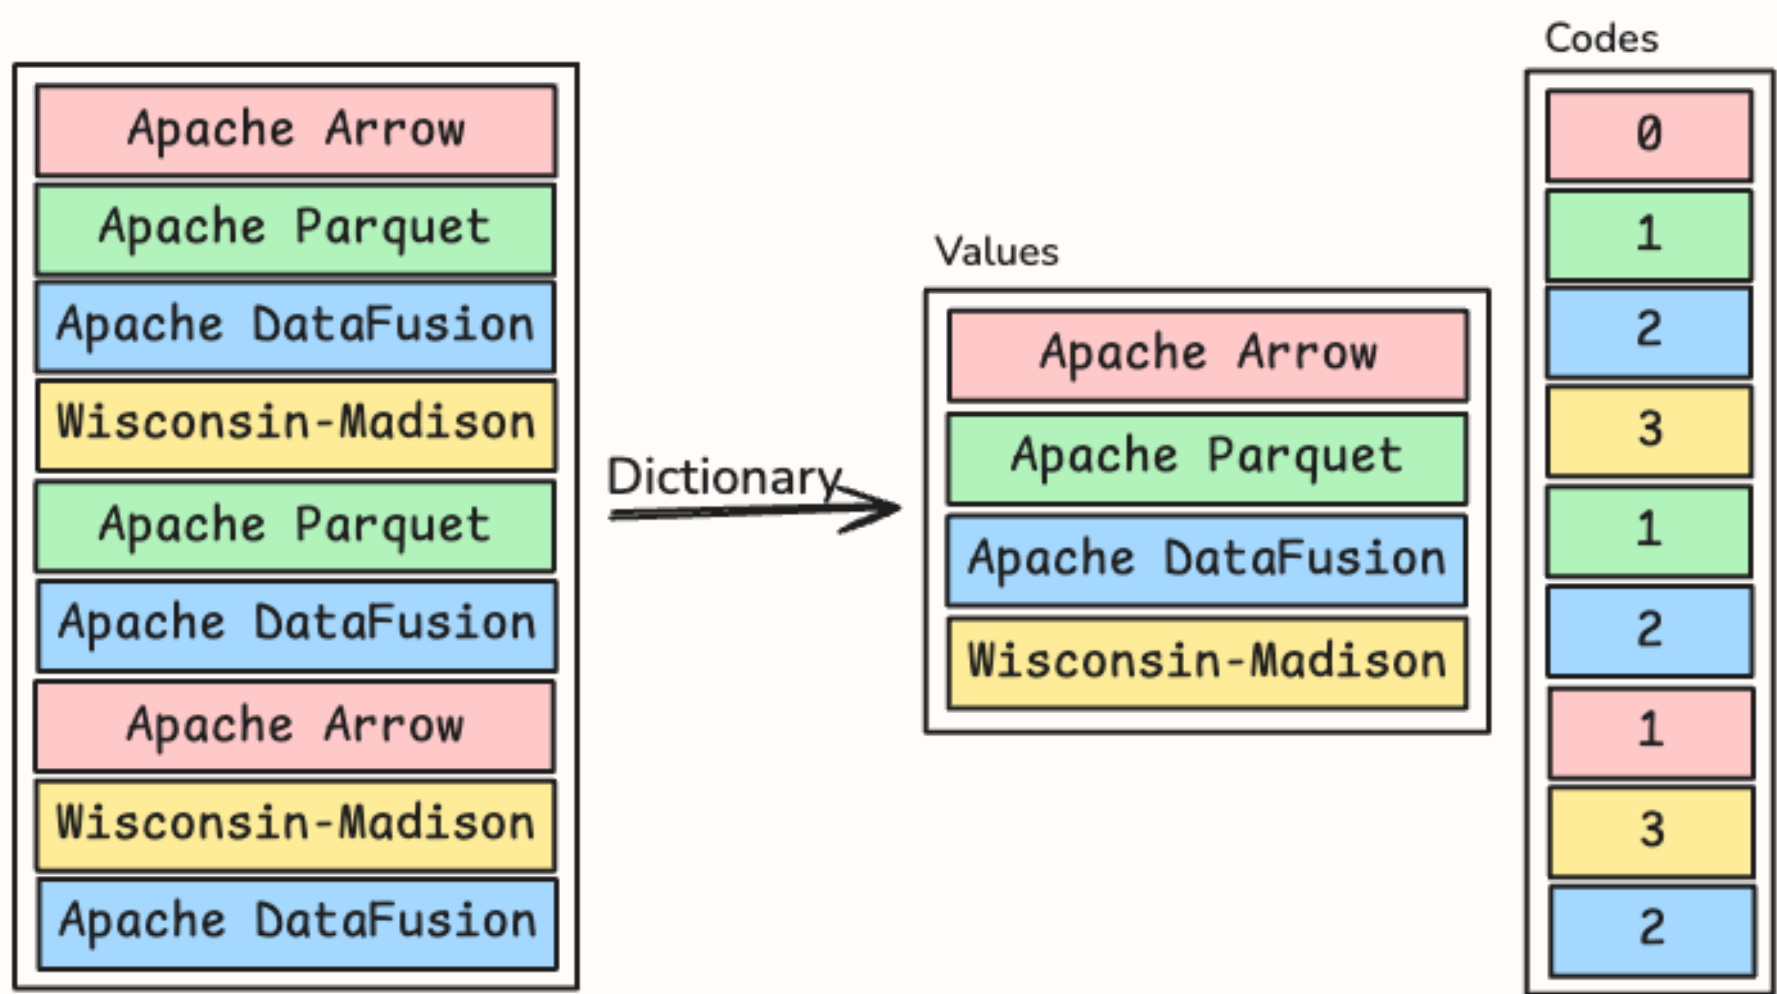 Apache Arrow
Apache Parquet
Apache DataFusion
Wisconsin-Madison
Apache Parquet
Apache DataFusion
Apache Arrow
Wisconsin-Madison
Apache DataFusion
Dictionary
Values
Apache Arrow
Apache Parquet
Apache DataFusion
Wisconsin-Madison
Codes
0
1
2
3
1
2
1
3
2